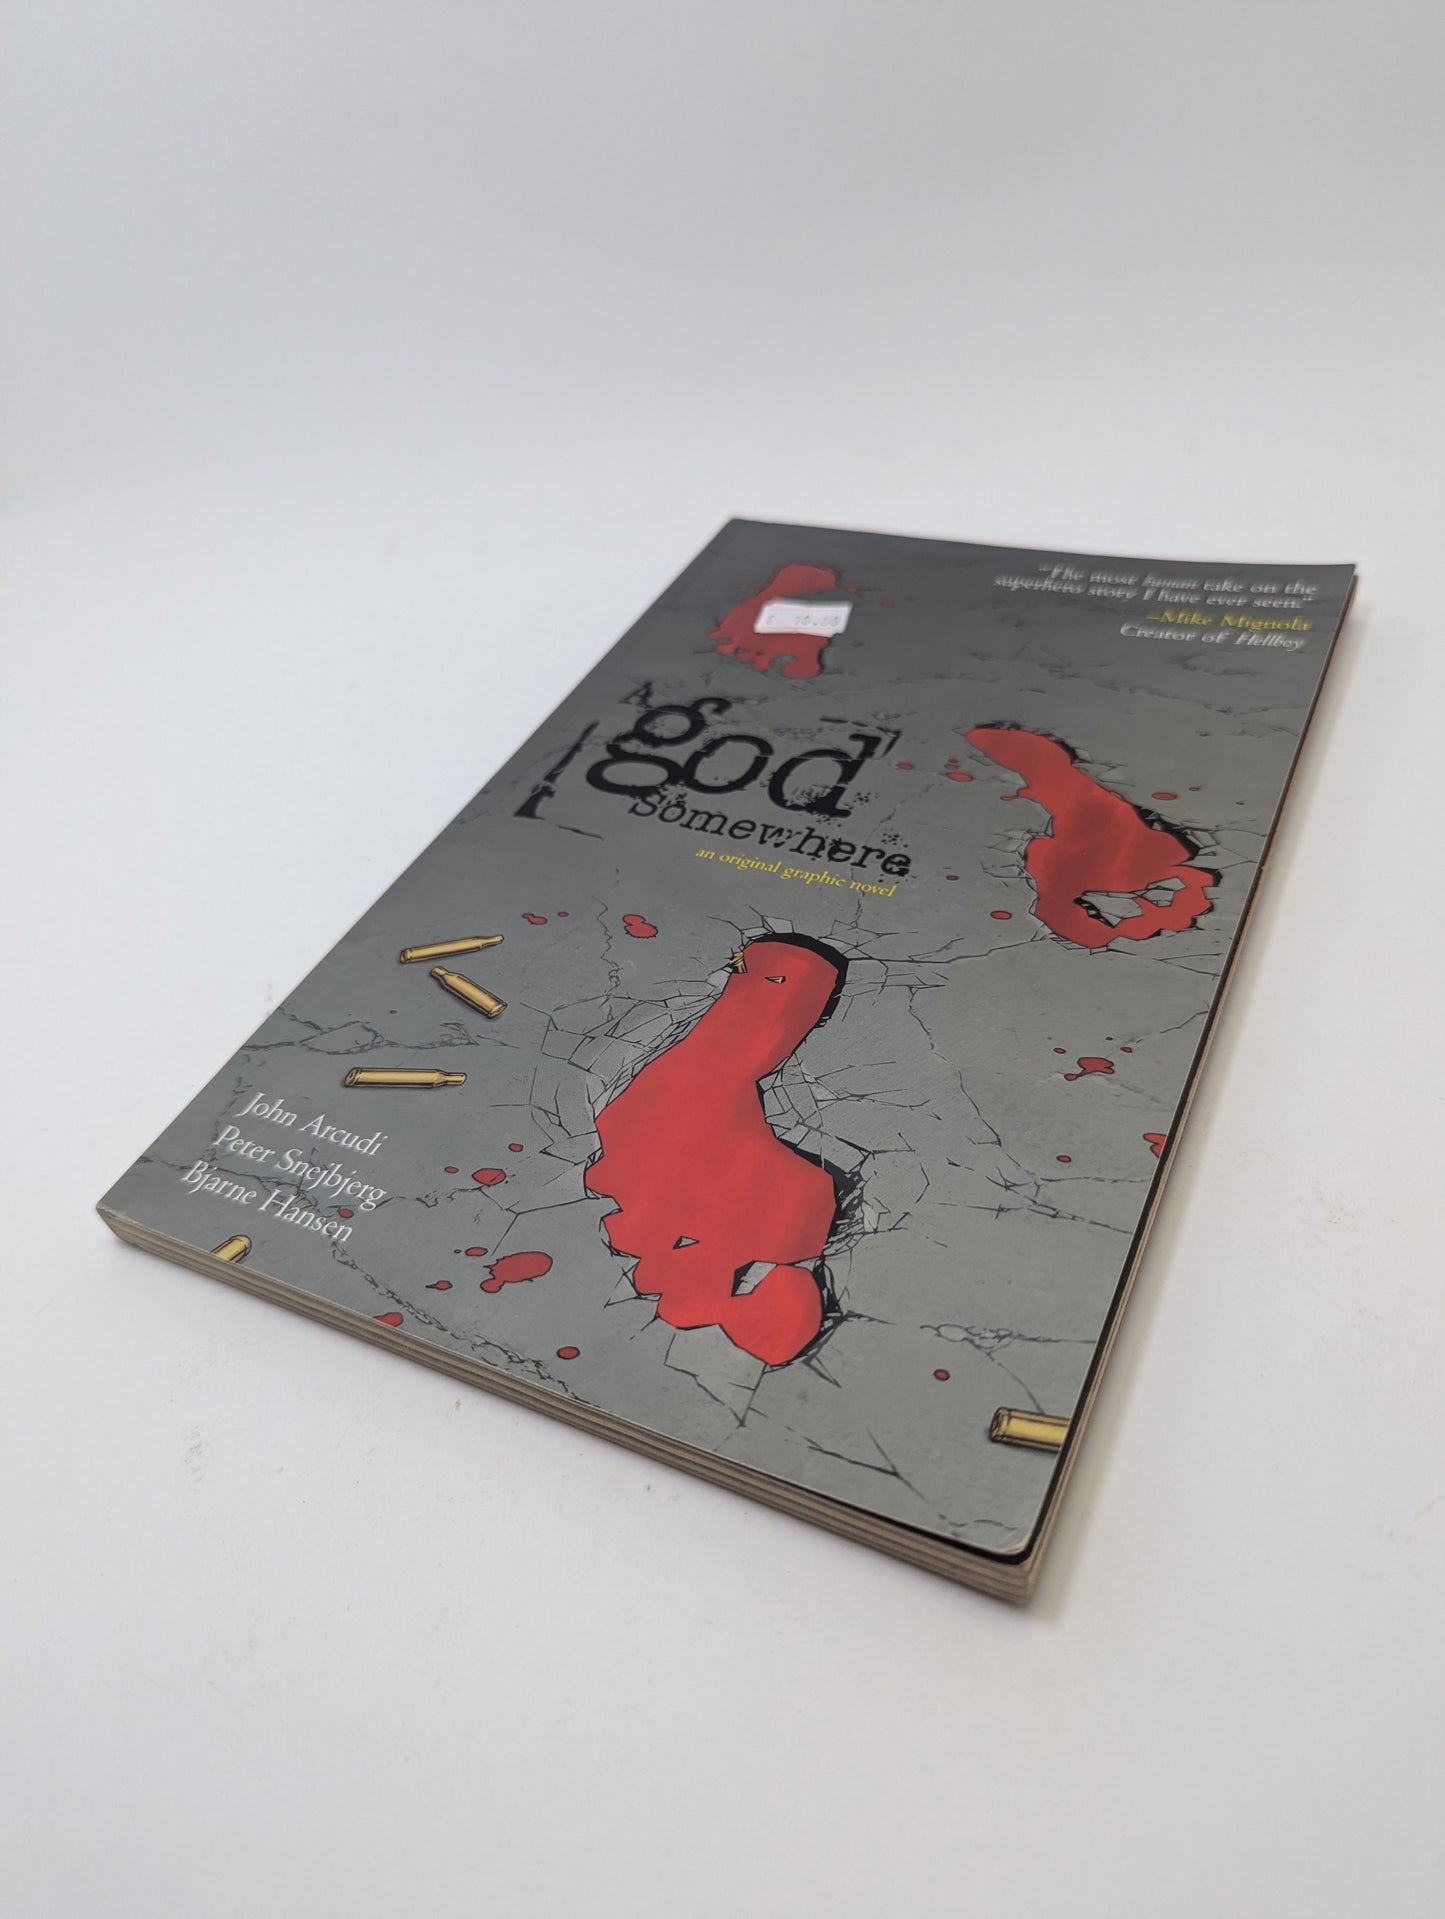 "The most human take on the
superhero story I have ever seen."
—Mike Mignola
Creator of Hellboy
A
god
Somewhere
an original graphic novel
John Arcudi
Peter Snejbjerg
Bjarne Hansen